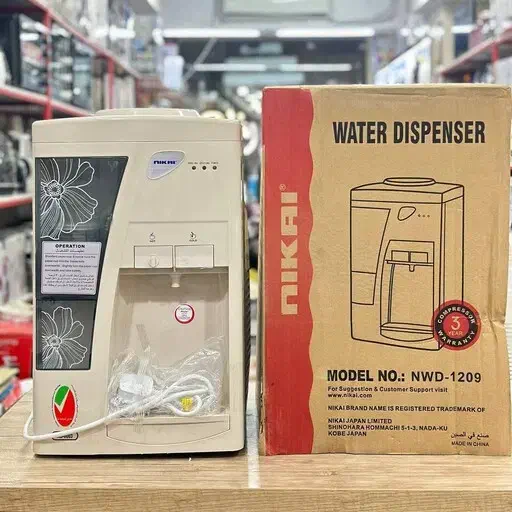 NIKAI
OPERATION
WATER DISPENSER
NIKAI®
COMPRESSOR
3
YEAR
WARRANTY
MODEL NO.: NWD-1209
For Suggestion & Customer Support visit
www.nikai.com
NIKAI BRAND NAME IS REGISTERED TRADEMARK OF
NIKAI JAPAN LIMITED
SHINOHARA HOMMACHI 5-1-3, NADA-KU
KOBE JAPAN
صنع في الصين
MADE IN CHINA